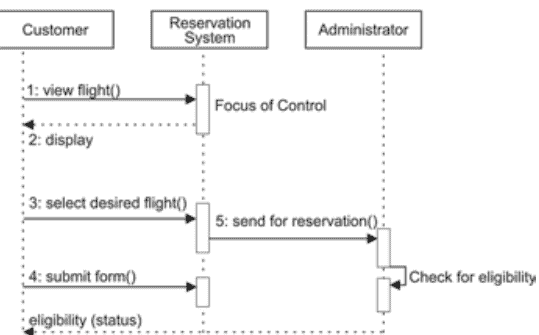 Customer
Reservation
System
Administrator
1: view flight()
Focus of Control
2: display
3: select desired flight()
5: send for reservation()
4: submit form()
Check for eligibility
eligibility (status)